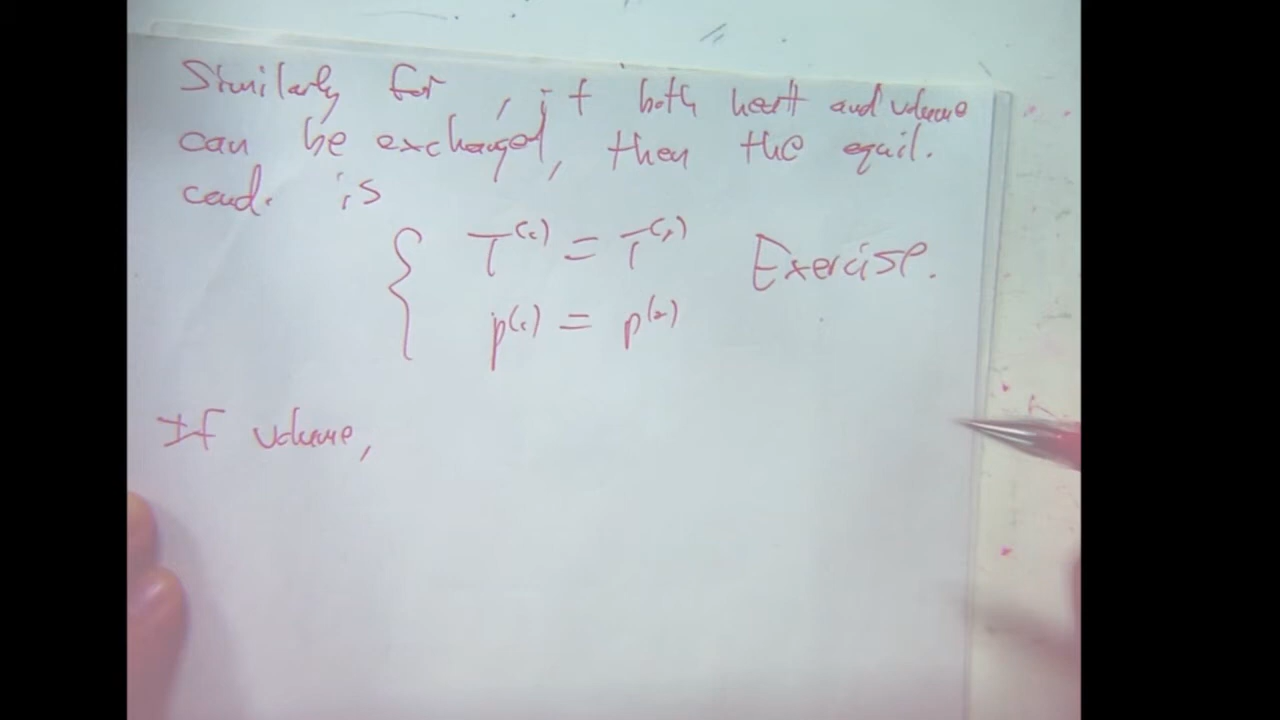 Similarly for , if both heat and volume
can be exchanged, then the equil.
cond. is
T⁽¹⁾ = T⁽²⁾ Exercise.
p⁽¹⁾ = p⁽²⁾
If volume,